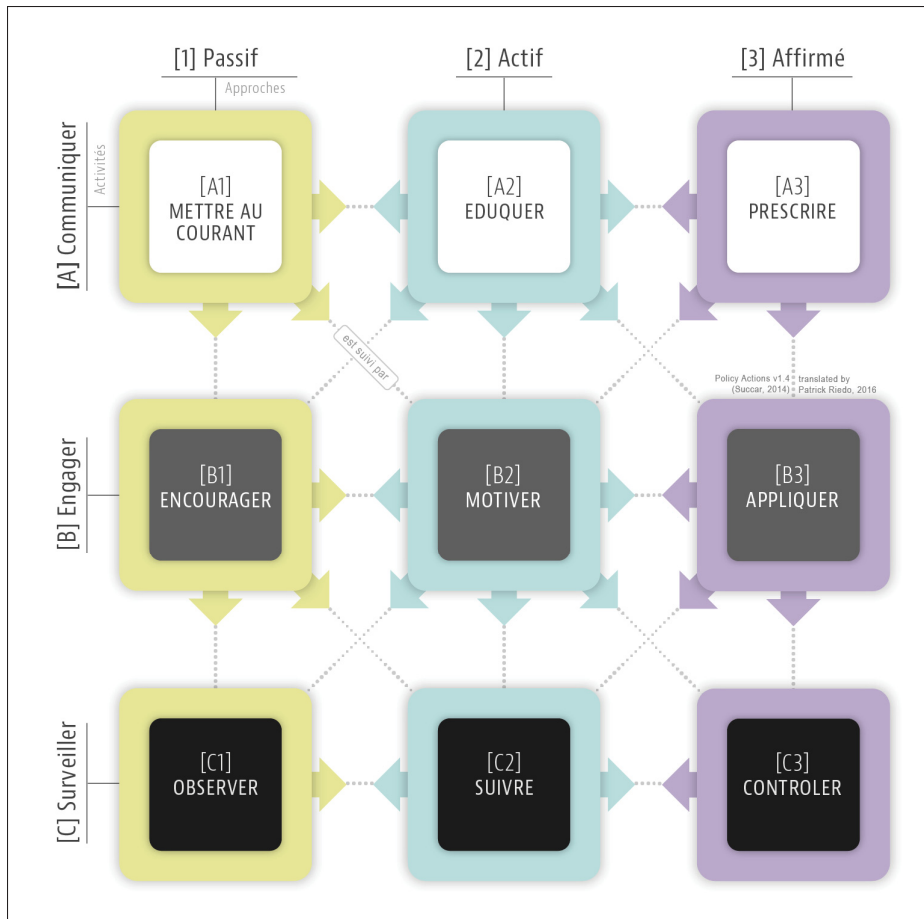 [1] Passif
[2] Actif
[3] Affirmé
Approches
Activités
[A] Communiquer
[A1]
METTRE AU
COURANT
[A2]
EDUQUER
[A3]
PRESCRIRE
est suivi par
Policy Actions v1.4
(Succar, 2014)
translated by
Patrick Riedo, 2016
[B] Engager
[B1]
ENCOURAGER
[B2]
MOTIVER
[B3]
APPLIQUER
[C] Surveiller
[C1]
OBSERVER
[C2]
SUIVRE
[C3]
CONTROLER